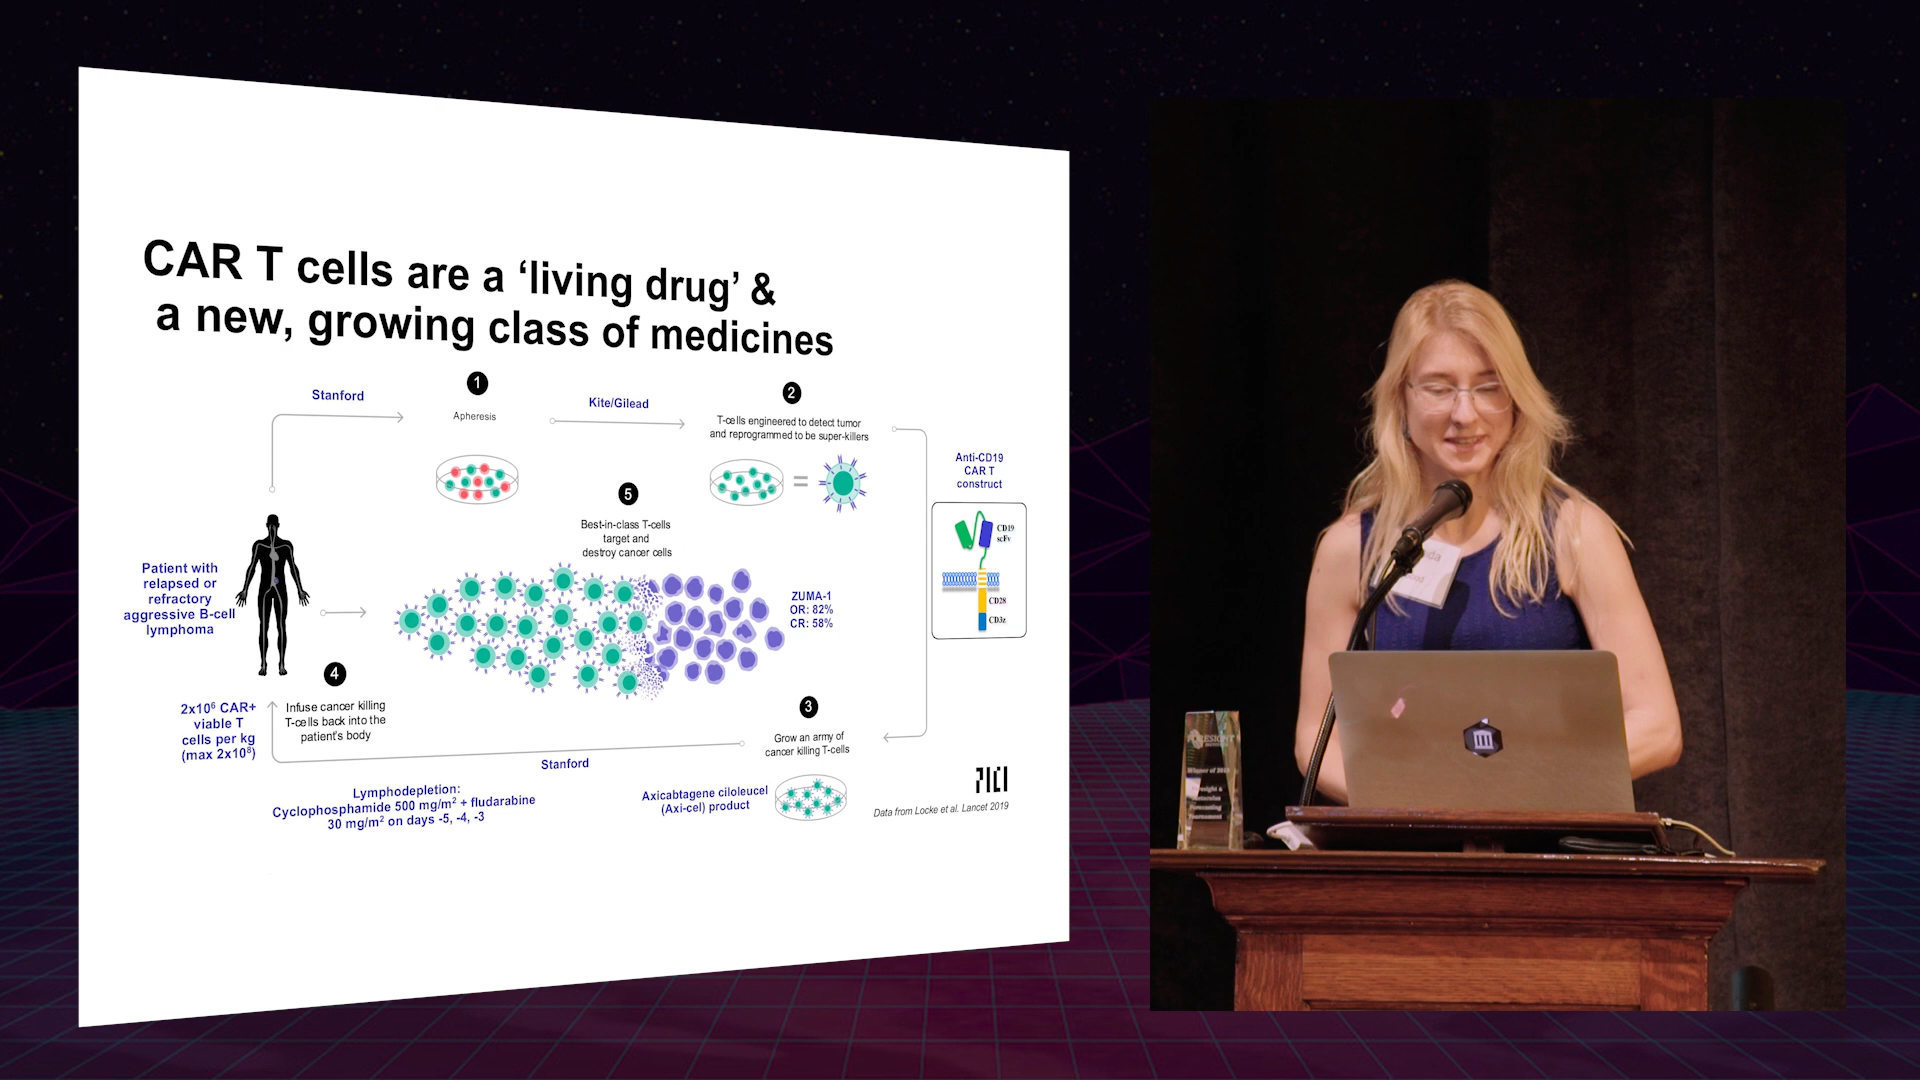 CAR T cells are a ‘living drug’ &
a new, growing class of medicines
Stanford
1
Apheresis
Kite/Gilead
2
T-cells engineered to detect tumor
and reprogrammed to be super-killers
Anti-CD19
CAR T
construct
CD19
scFv
CD28
CD3z
5
Best-in-class T-cells
target and
destroy cancer cells
Patient with
relapsed or
refractory
aggressive B-cell
lymphoma
ZUMA-1
OR: 82%
CR: 58%
4
Infuse cancer killing
T-cells back into the
patient's body
2x10⁶ CAR+
viable T
cells per kg
(max 2x10⁸)
3
Grow an army of
cancer killing T-cells
Stanford
Lymphodepletion:
Cyclophosphamide 500 mg/m² + fludarabine
30 mg/m² on days -5, -4, -3
Axicabtagene ciloleucel
(Axi-cel) product
PICI
Data from Locke et al. Lancet 2019
FORESIGHT
Tournament